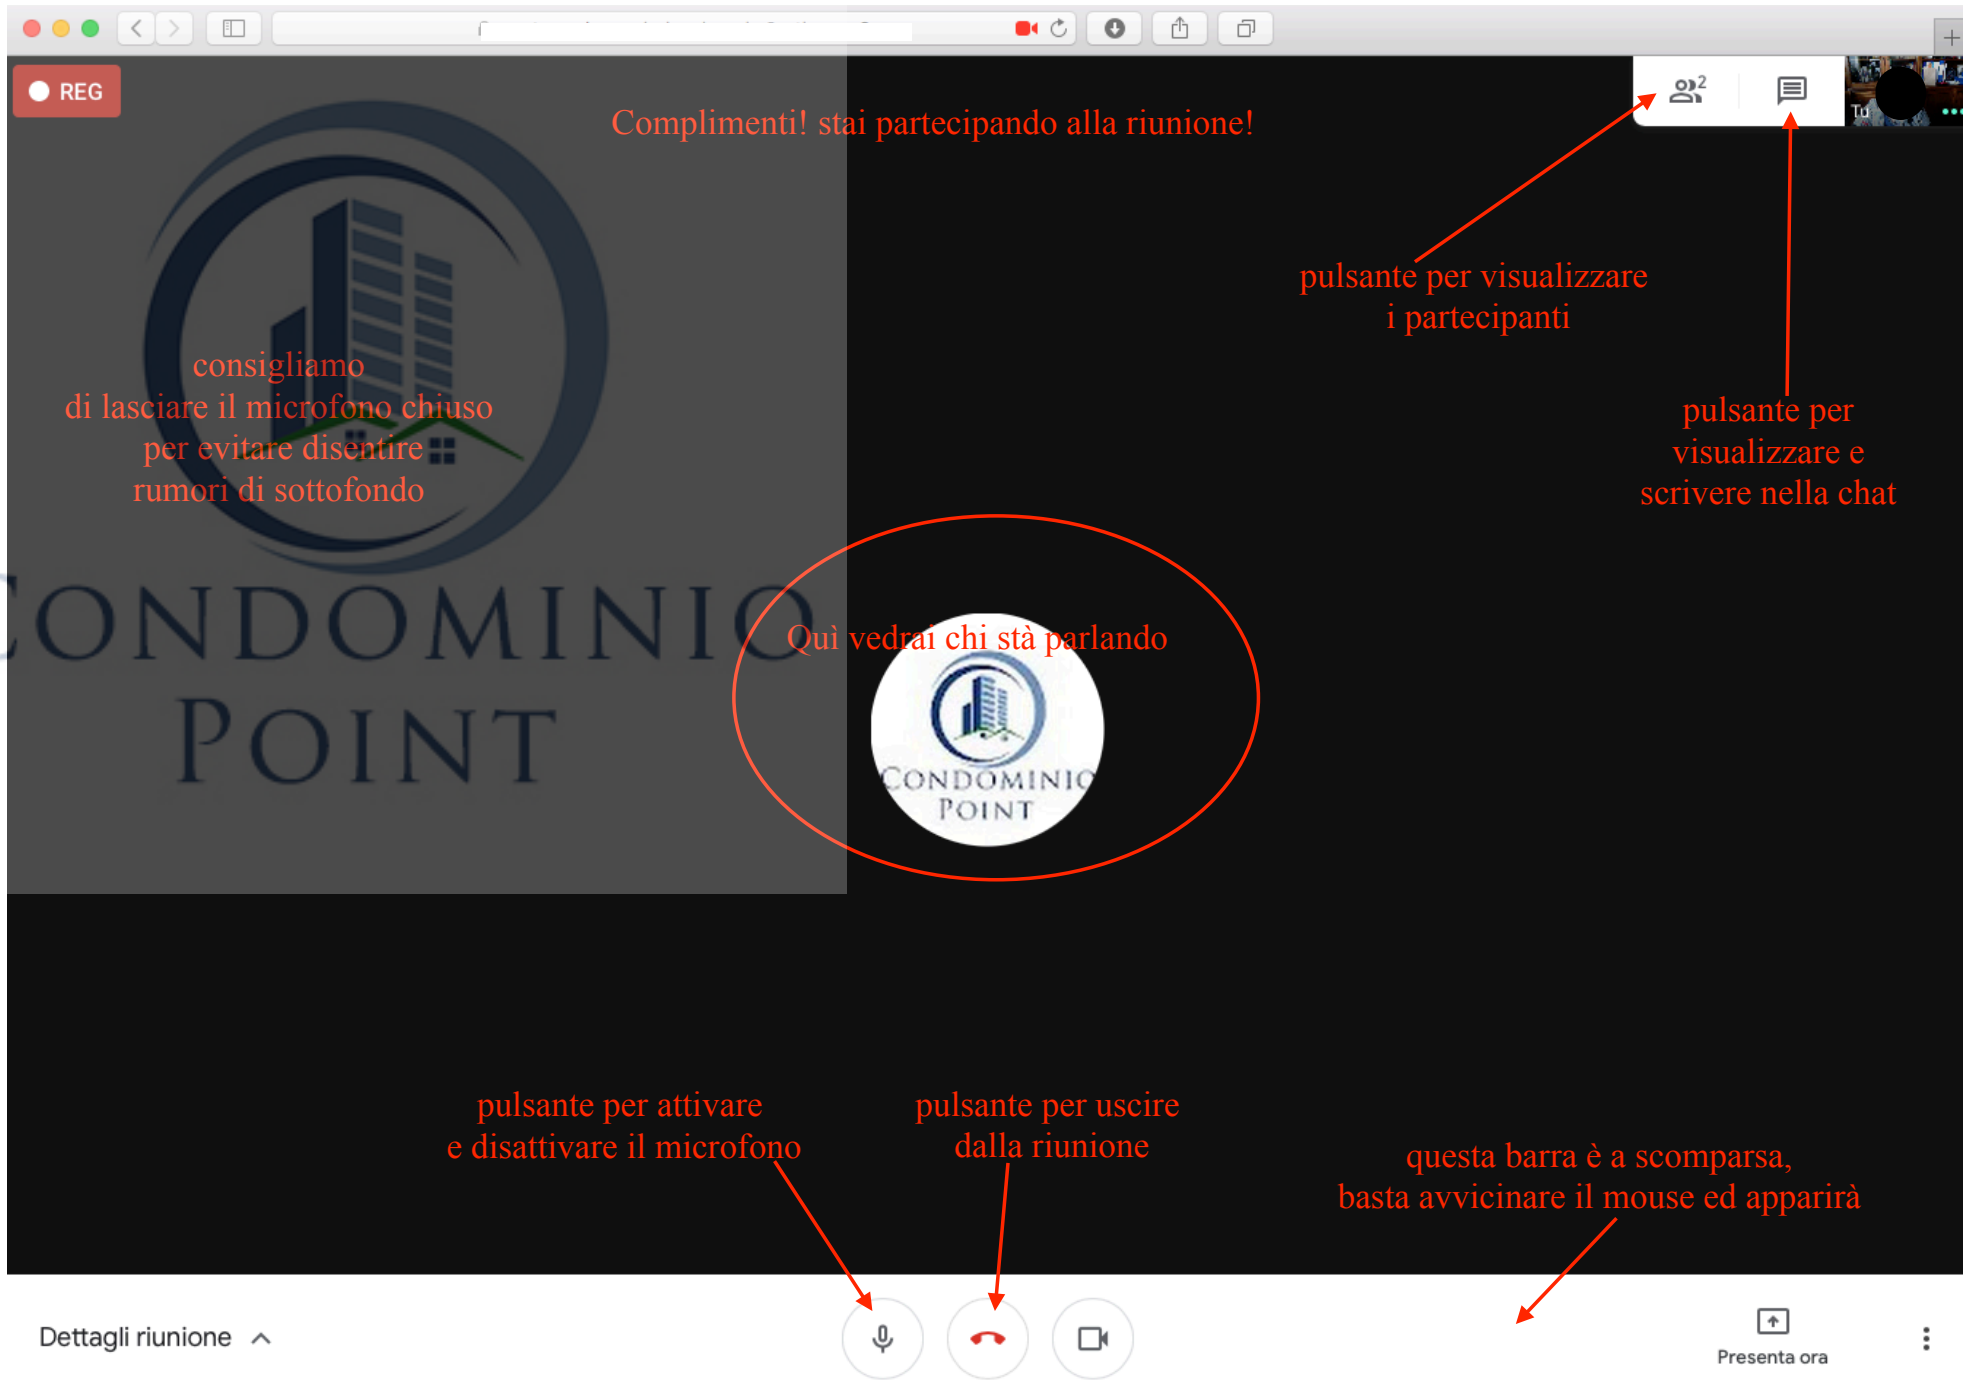 REG
2
Tu
Complimenti! stai partecipando alla riunione!
pulsante per visualizzare
i partecipanti
consigliamo
di lasciare il microfono chiuso
per evitare disentire
rumori di sottofondo
pulsante per
visualizzare e
scrivere nella chat
CONDOMINIO
POINT
Quì vedrai chi stà parlando
CONDOMINIO
POINT
pulsante per attivare
e disattivare il microfono
pulsante per uscire
dalla riunione
questa barra è a scomparsa,
basta avvicinare il mouse ed apparirà
Dettagli riunione
Presenta ora